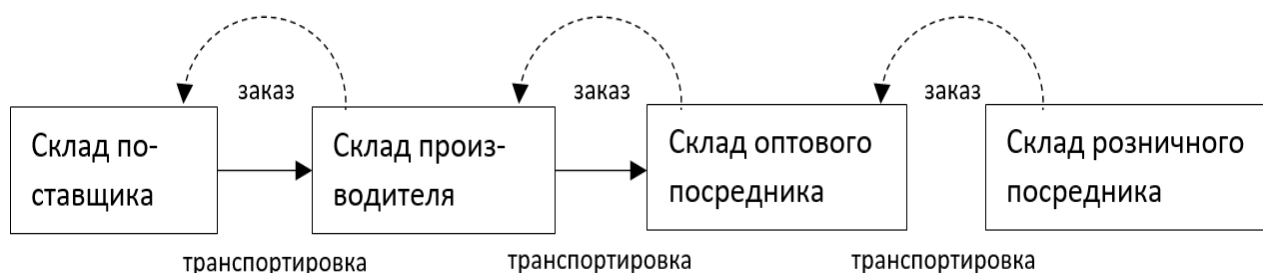 заказ
заказ
заказ
Склад по-
ставщика
Склад произ-
водителя
Склад оптового
посредника
Склад розничного
посредника
транспортировка
транспортировка
транспортировка